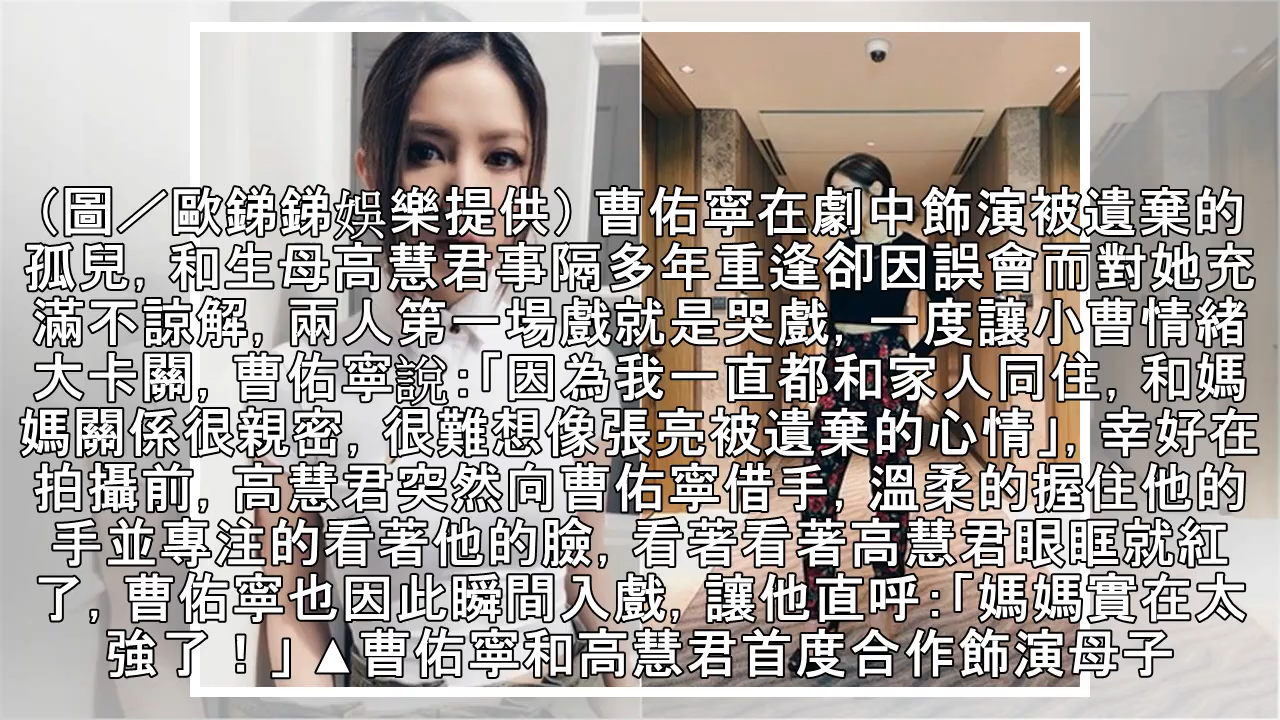 (圖／歐銻銻娛樂提供) 曹佑寧在劇中飾演被遺棄的
孤兒, 和生母高慧君事隔多年重逢卻因誤會而對她充
滿不諒解, 兩人第一場戲就是哭戲, 一度讓小曹情緒
大卡關, 曹佑寧說:「因為我一直都和家人同住, 和媽
媽關係很親密, 很難想像張亮被遺棄的心情」, 幸好在
拍攝前, 高慧君突然向曹佑寧借手, 溫柔的握住他的
手並專注的看著他的臉, 看著看著高慧君眼眶就紅
了, 曹佑寧也因此瞬間入戲, 讓他直呼:「媽媽實在太
強了！」▲曹佑寧和高慧君首度合作飾演母子